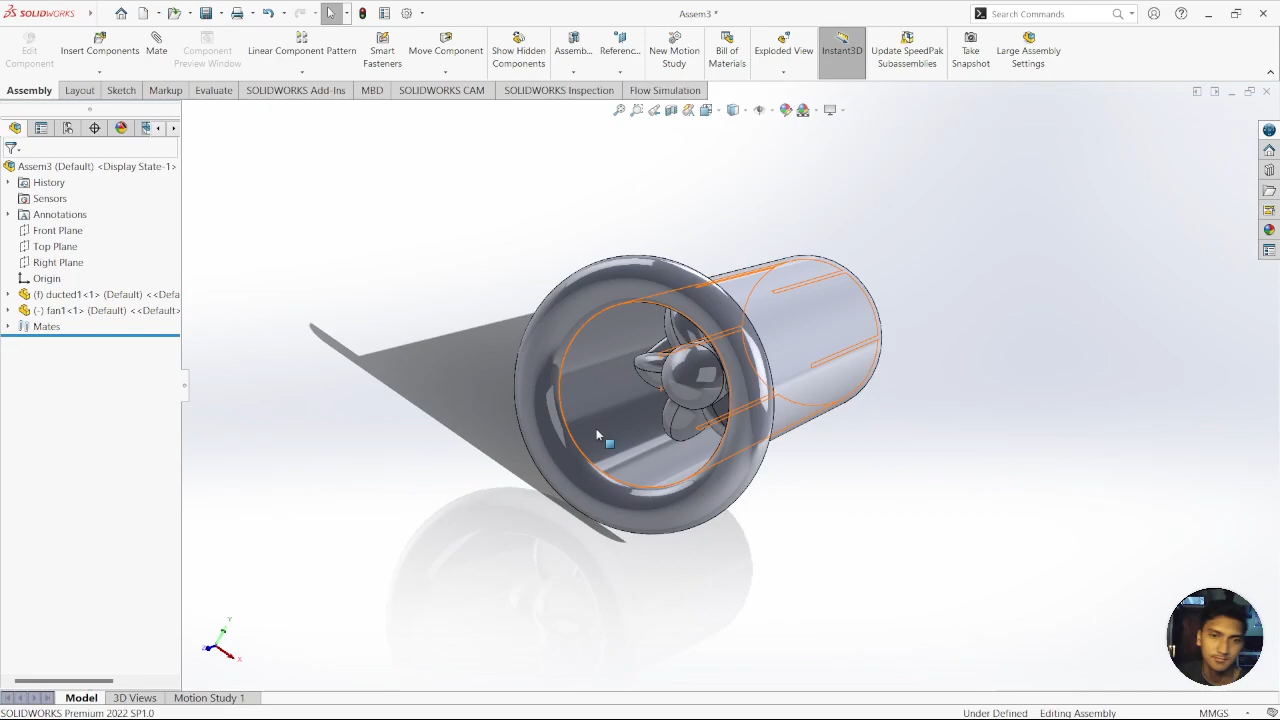 SOLIDWORKS
Assem3 *
Search Commands
Edit Component
Insert Components
Mate
Component Preview Window
Linear Component Pattern
Smart Fasteners
Move Component
Show Hidden Components
Assemb...
Referenc...
New Motion Study
Bill of Materials
Exploded View
Instant3D
Update SpeedPak Subassemblies
Take Snapshot
Large Assembly Settings
Assembly
Layout
Sketch
Markup
Evaluate
SOLIDWORKS Add-Ins
MBD
SOLIDWORKS CAM
SOLIDWORKS Inspection
Flow Simulation
Assem3 (Default) <Display State-1>
History
Sensors
Annotations
Front Plane
Top Plane
Right Plane
Origin
(f) ducted1<1> (Default) <<Defa
(-) fan1<1> (Default) <<Default>
Mates
Y
X
Z
Model
3D Views
Motion Study 1
SOLIDWORKS Premium 2022 SP1.0
Under Defined
Editing Assembly
MMGS